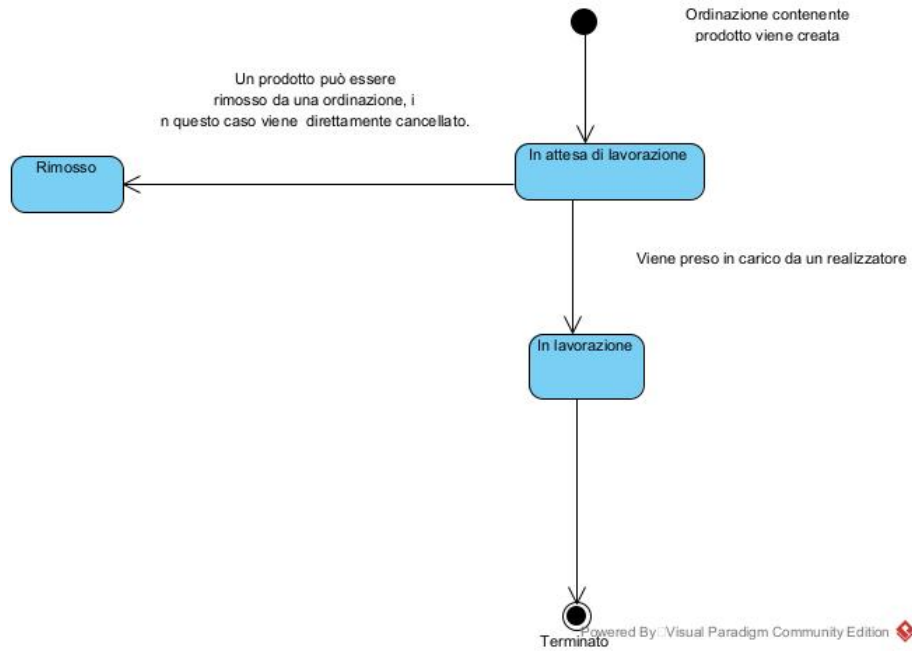 Ordinazione contenente
prodotto viene creata
Un prodotto può essere
rimosso da una ordinazione, i
n questo caso viene direttamente cancellato.
In attesa di lavorazione
Rimosso
Viene preso in carico da un realizzatore
In lavorazione
Terminato
Powered By Visual Paradigm Community Edition